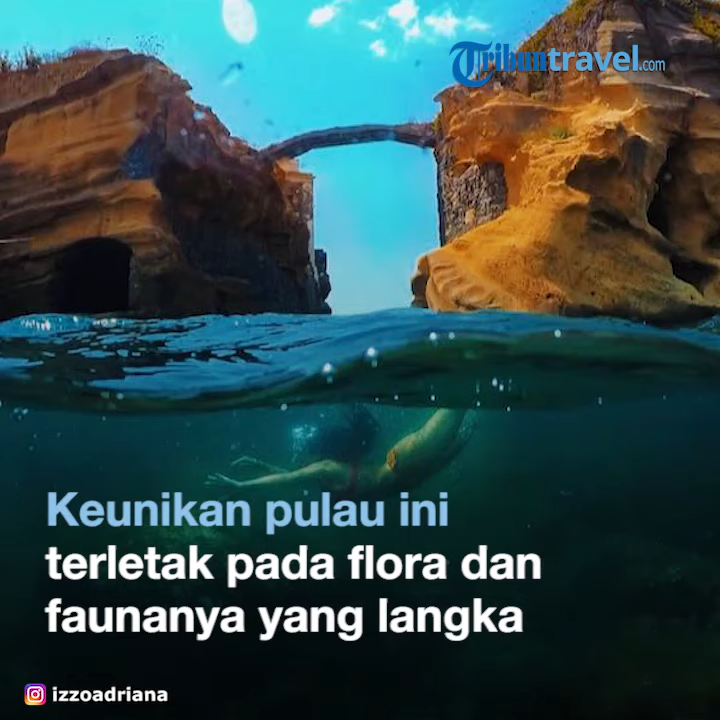 Tribuntravel.com
Keunikan pulau ini
terletak pada flora dan
faunanya yang langka
izzoadriana